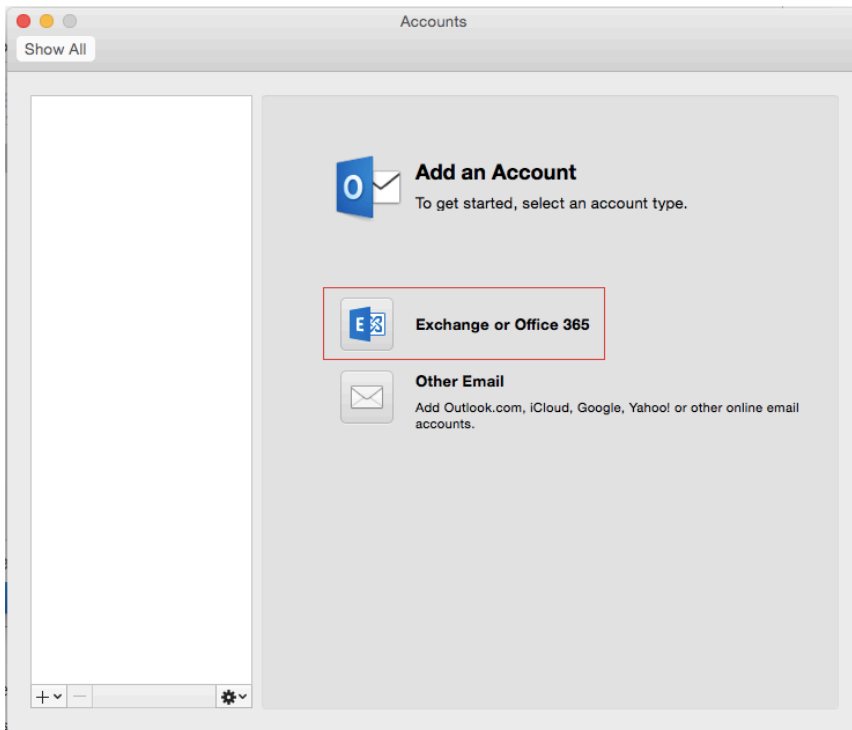 Accounts
Show All
Add an Account
To get started, select an account type.
Exchange or Office 365
Other Email
Add Outlook.com, iCloud, Google, Yahoo! or other online email
accounts.